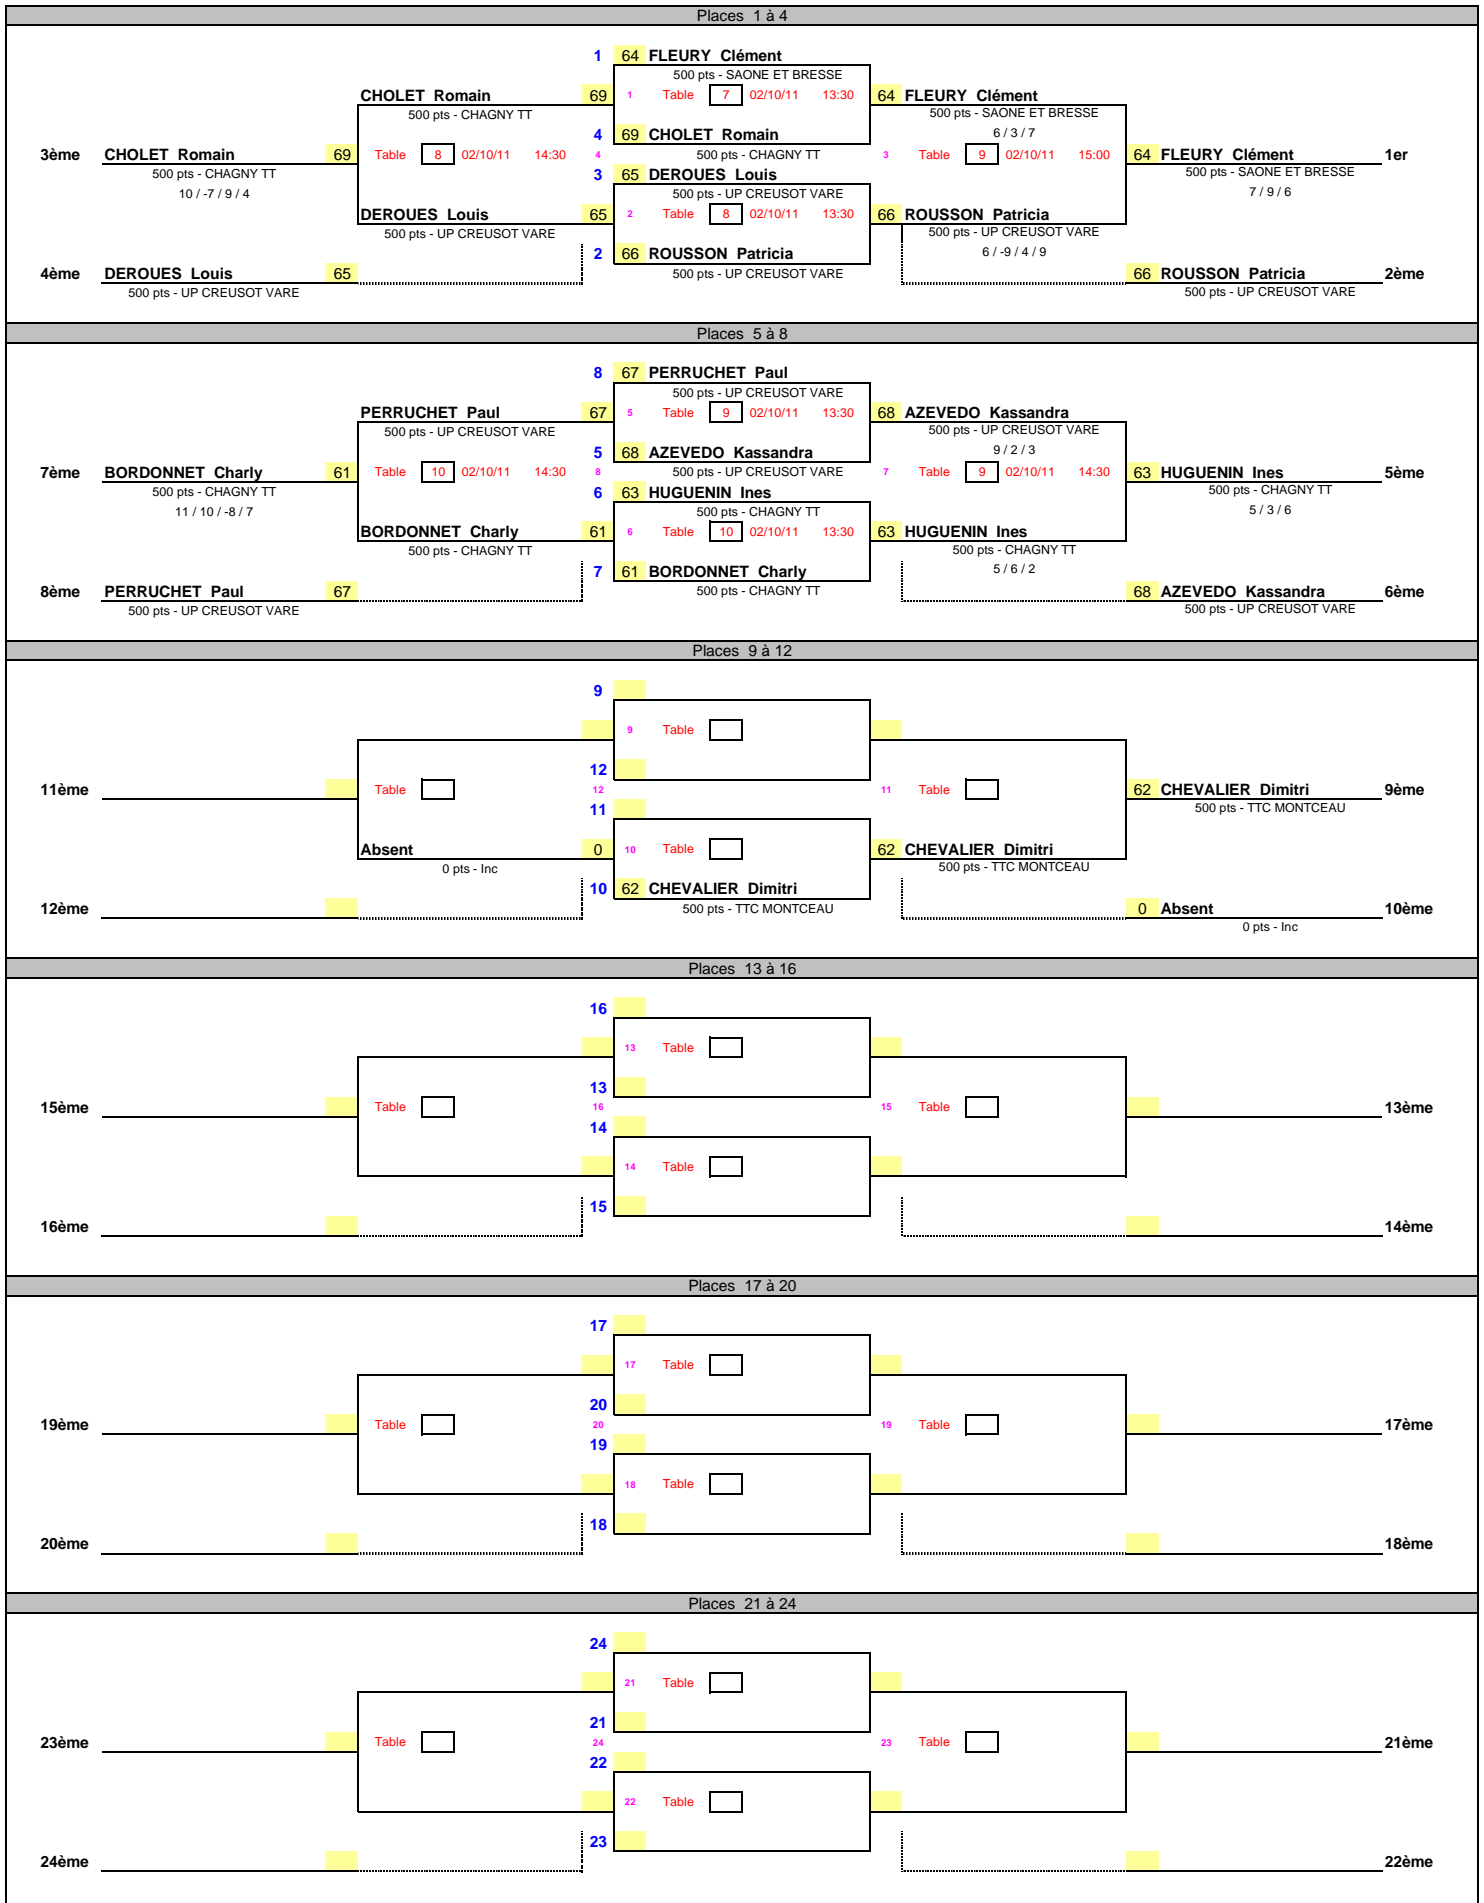 Places 1 à 4
1 64 FLEURY Clément
500 pts - SAONE ET BRESSE
CHOLET Romain 69 1 Table 7 02/10/11 13:30 64 FLEURY Clément
500 pts - CHAGNY TT 500 pts - SAONE ET BRESSE
4 69 CHOLET Romain 6 / 3 / 7
3ème CHOLET Romain 69 Table 8 02/10/11 14:30 4 500 pts - CHAGNY TT 3 Table 9 02/10/11 15:00 64 FLEURY Clément 1er
500 pts - CHAGNY TT 3 65 DEROUES Louis 500 pts - SAONE ET BRESSE
10 / -7 / 9 / 4 500 pts - UP CREUSOT VARE 7 / 9 / 6
DEROUES Louis 65 2 Table 8 02/10/11 13:30 66 ROUSSON Patricia
500 pts - UP CREUSOT VARE 500 pts - UP CREUSOT VARE
2 66 ROUSSON Patricia 6 / -9 / 4 / 9
4ème DEROUES Louis 65 500 pts - UP CREUSOT VARE 66 ROUSSON Patricia 2ème
500 pts - UP CREUSOT VARE 500 pts - UP CREUSOT VARE
Places 5 à 8
8 67 PERRUCHET Paul
500 pts - UP CREUSOT VARE
PERRUCHET Paul 67 5 Table 9 02/10/11 13:30 68 AZEVEDO Kassandra
500 pts - UP CREUSOT VARE 500 pts - UP CREUSOT VARE
5 68 AZEVEDO Kassandra 9 / 2 / 3
7ème BORDONNET Charly 61 Table 10 02/10/11 14:30 8 500 pts - UP CREUSOT VARE 7 Table 9 02/10/11 14:30 63 HUGUENIN Ines 5ème
500 pts - CHAGNY TT 6 63 HUGUENIN Ines 500 pts - CHAGNY TT
11 / 10 / -8 / 7 500 pts - CHAGNY TT 5 / 3 / 6
BORDONNET Charly 61 6 Table 10 02/10/11 13:30 63 HUGUENIN Ines
500 pts - CHAGNY TT 500 pts - CHAGNY TT
7 61 BORDONNET Charly 5 / 6 / 2
8ème PERRUCHET Paul 67 500 pts - CHAGNY TT 68 AZEVEDO Kassandra 6ème
500 pts - UP CREUSOT VARE 500 pts - UP CREUSOT VARE
Places 9 à 12
9
9 Table
12
11ème Table 12 11 Table 62 CHEVALIER Dimitri 9ème
11 500 pts - TTC MONTCEAU
Absent 0 10 Table 62 CHEVALIER Dimitri
0 pts - Inc 500 pts - TTC MONTCEAU
10 62 CHEVALIER Dimitri
12ème 500 pts - TTC MONTCEAU 0 Absent 10ème
0 pts - Inc
Places 13 à 16
16
13 Table
13
15ème Table 16 15 Table 13ème
14
14 Table
15
16ème 14ème
Places 17 à 20
17
17 Table
20
19ème Table 20 19 Table 17ème
19
18 Table
18
20ème 18ème
Places 21 à 24
24
21 Table
21
23ème Table 24 23 Table 21ème
22
22 Table
23
24ème 22ème